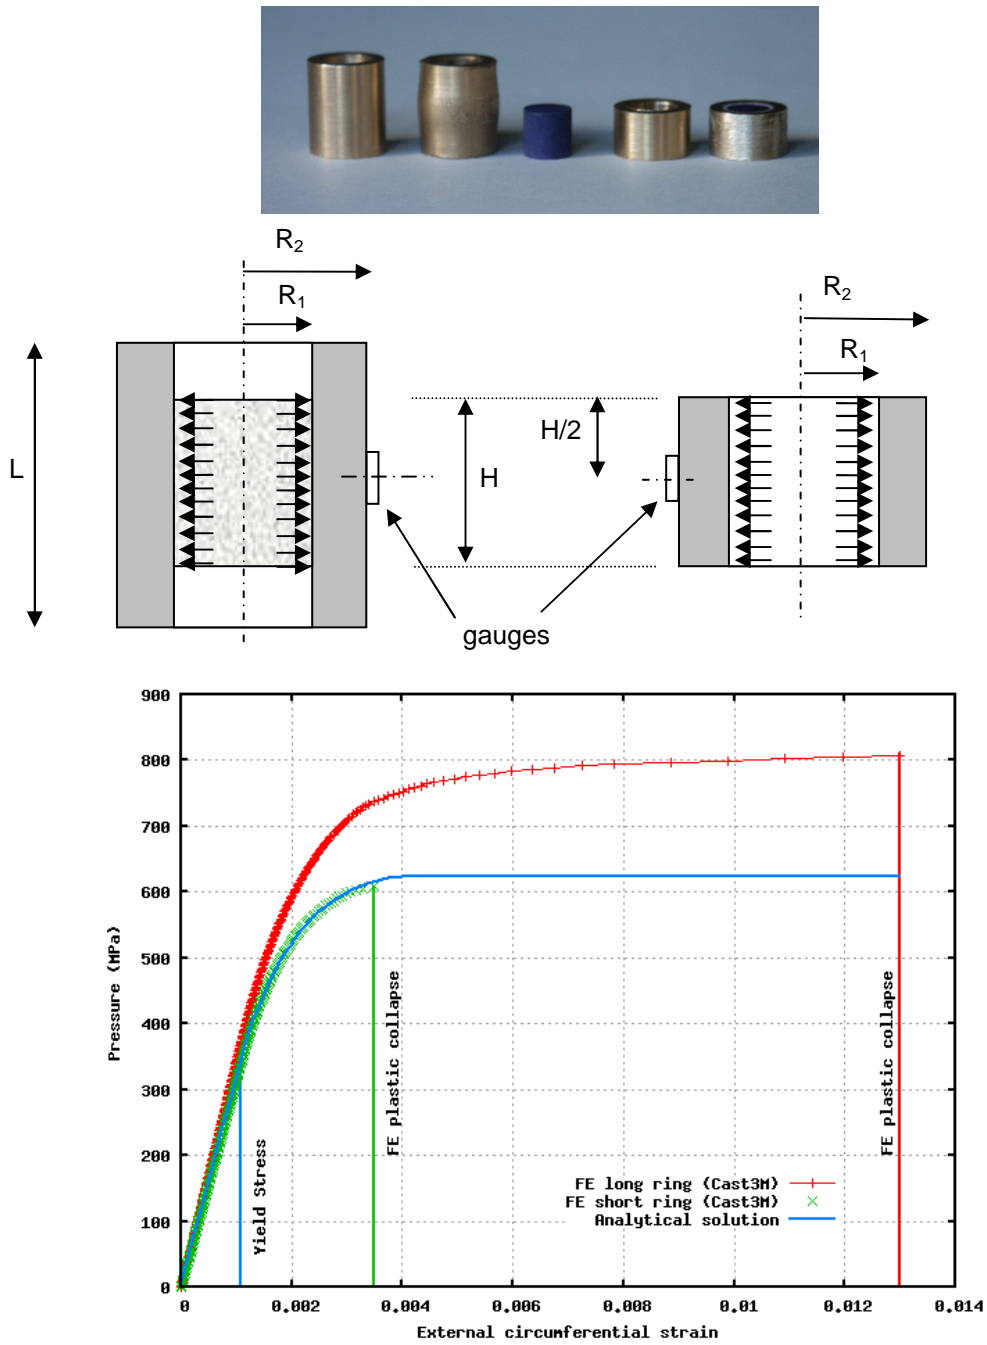 R2
R1
R2
R1
H/2
L
H
gauges
900
800
700
600
500
400
300
200
100
0
Pressure (MPa)
Yield Stress
FE plastic collapse
FE plastic collapse
FE long ring (Cast3M)
FE short ring (Cast3M)
Analytical solution
0 0.002 0.004 0.006 0.008 0.01 0.012 0.014
External circumferential strain